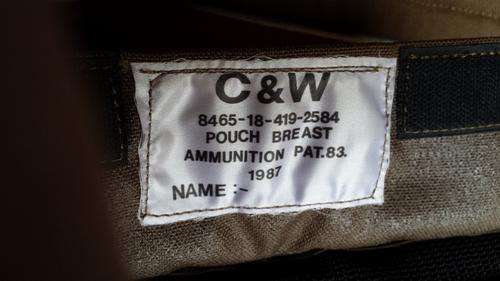 C&W
8465-18-419-2584
POUCH BREAST
AMMUNITION PAT.83.
1987
NAME :-